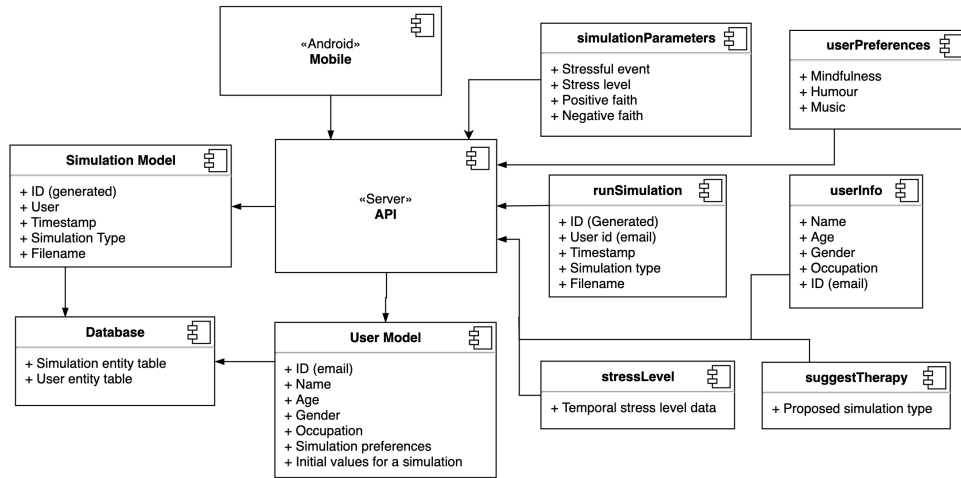 «Android»
Mobile
simulationParameters
+ Stressful event
+ Stress level
+ Positive faith
+ Negative faith
userPreferences
+ Mindfulness
+ Humour
+ Music
Simulation Model
+ ID (generated)
+ User
+ Timestamp
+ Simulation Type
+ Filename
«Server»
API
runSimulation
+ ID (Generated)
+ User id (email)
+ Timestamp
+ Simulation type
+ Filename
userInfo
+ Name
+ Age
+ Gender
+ Occupation
+ ID (email)
Database
+ Simulation entity table
+ User entity table
User Model
+ ID (email)
+ Name
+ Age
+ Gender
+ Occupation
+ Simulation preferences
+ Initial values for a simulation
stressLevel
+ Temporal stress level data
suggestTherapy
+ Proposed simulation type